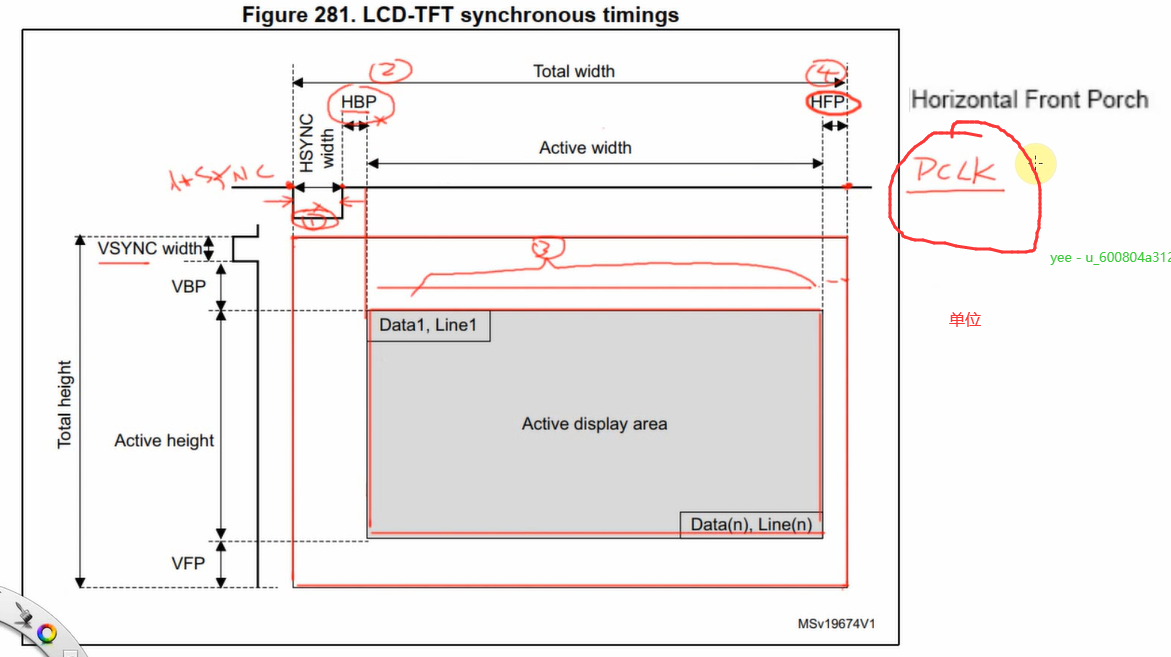 Figure 281. LCD-TFT synchronous timings
②
Total width
④
HBP
HFP
Horizontal Front Porch
HSYNC
width
Active width
HSYNC
PCLK
①
VSYNC width
③
yee - u_600804a312
VBP
单位
Data1, Line1
Total height
Active display area
Active height
Data(n), Line(n)
VFP
MSv19674V1